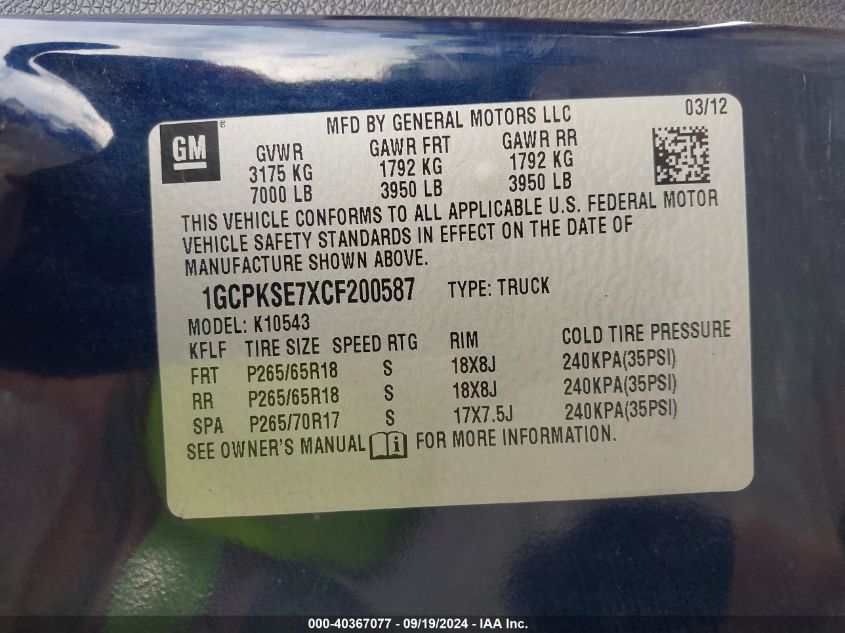 GM ®
MFD BY GENERAL MOTORS LLC 03/12
GVWR GAWR FRT GAWR RR
3175 KG 1792 KG 1792 KG
7000 LB 3950 LB 3950 LB
THIS VEHICLE CONFORMS TO ALL APPLICABLE U.S. FEDERAL MOTOR
VEHICLE SAFETY STANDARDS IN EFFECT ON THE DATE OF
MANUFACTURE SHOWN ABOVE.
1GCPKSE7XCF200587 TYPE: TRUCK
MODEL: K10543
KFLF TIRE SIZE SPEED RTG RIM COLD TIRE PRESSURE
FRT P265/65R18 S 18X8J 240KPA(35PSI)
RR P265/65R18 S 18X8J 240KPA(35PSI)
SPA P265/70R17 S 17X7.5J 240KPA(35PSI)
SEE OWNER'S MANUAL i FOR MORE INFORMATION.
000-40367077 - 09/19/2024 - IAA Inc.